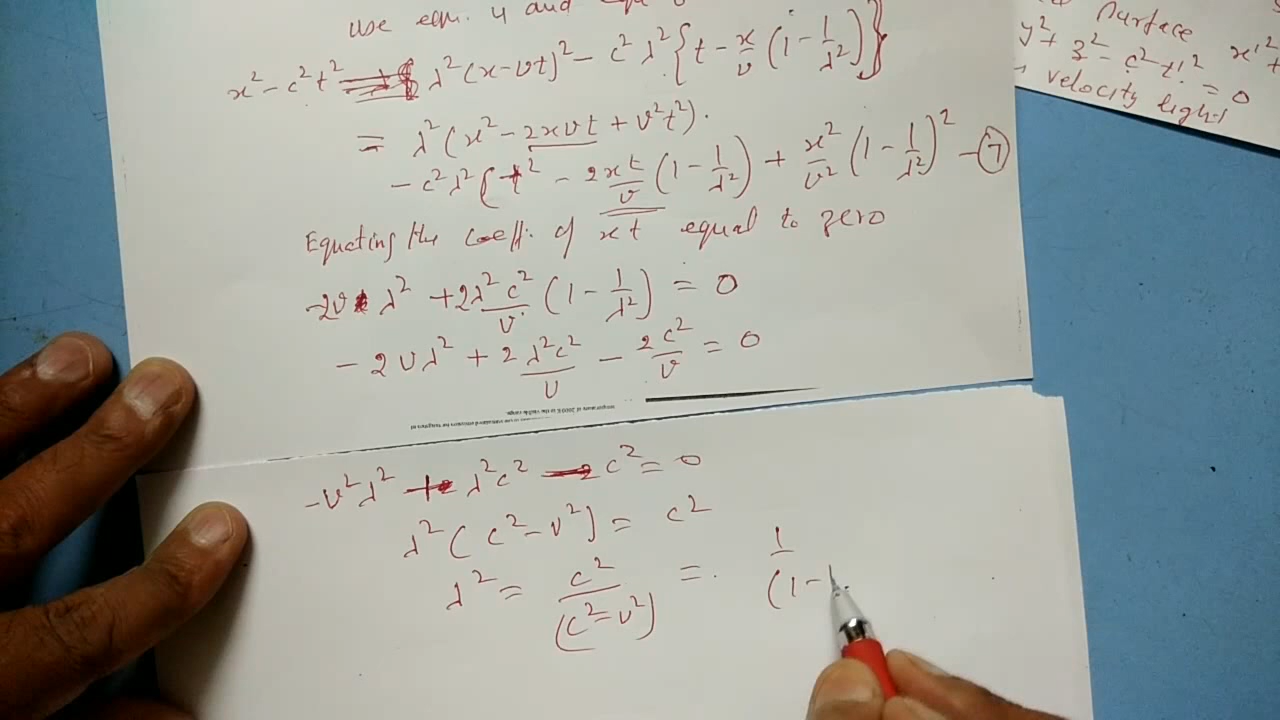 use eqn. 4 and
x² - c²t² = λ²(x-vt)² - c²λ²{t - x/v (1 - 1/λ²)}
= λ²(x² - 2xvt + v²t²).
- c²λ²(t² - 2xt/v (1 - 1/λ²) + x²/v² (1 - 1/λ²)² - ⑦
Equating the coeff. of xt equal to zero
-2v λ² + 2λ²c²/v (1 - 1/λ²) = 0
- 2vλ² + 2λ²c²/v - 2c²/v = 0
-v²λ² + λ²c² - c² = 0
λ²(c² - v²) = c²
λ² = c²/(c² - v²) = 1/(1-
Surface
y² + z² - c²t'² = 0
x'² +
velocity light